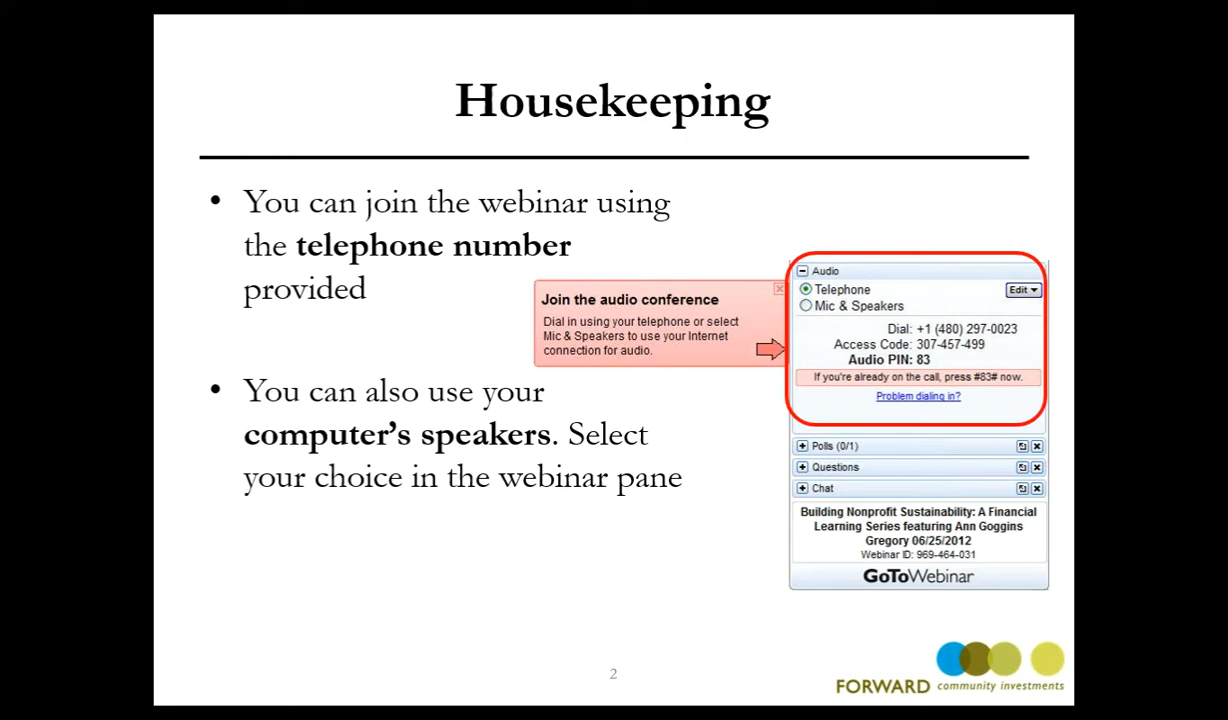 Housekeeping
• You can join the webinar using
the telephone number
provided
• You can also use your
computer’s speakers. Select
your choice in the webinar pane
Join the audio conference
Dial in using your telephone or select
Mic & Speakers to use your Internet
connection for audio.
Audio
Telephone
Edit
Mic & Speakers
Dial: +1 (480) 297-0023
Access Code: 307-457-499
Audio PIN: 83
If you're already on the call, press #83# now.
Problem dialing in?
Polls (0/1)
Questions
Chat
Building Nonprofit Sustainability: A Financial
Learning Series featuring Ann Goggins
Gregory 06/25/2012
Webinar ID: 969-464-031
GoToWebinar
2
FORWARD community investments